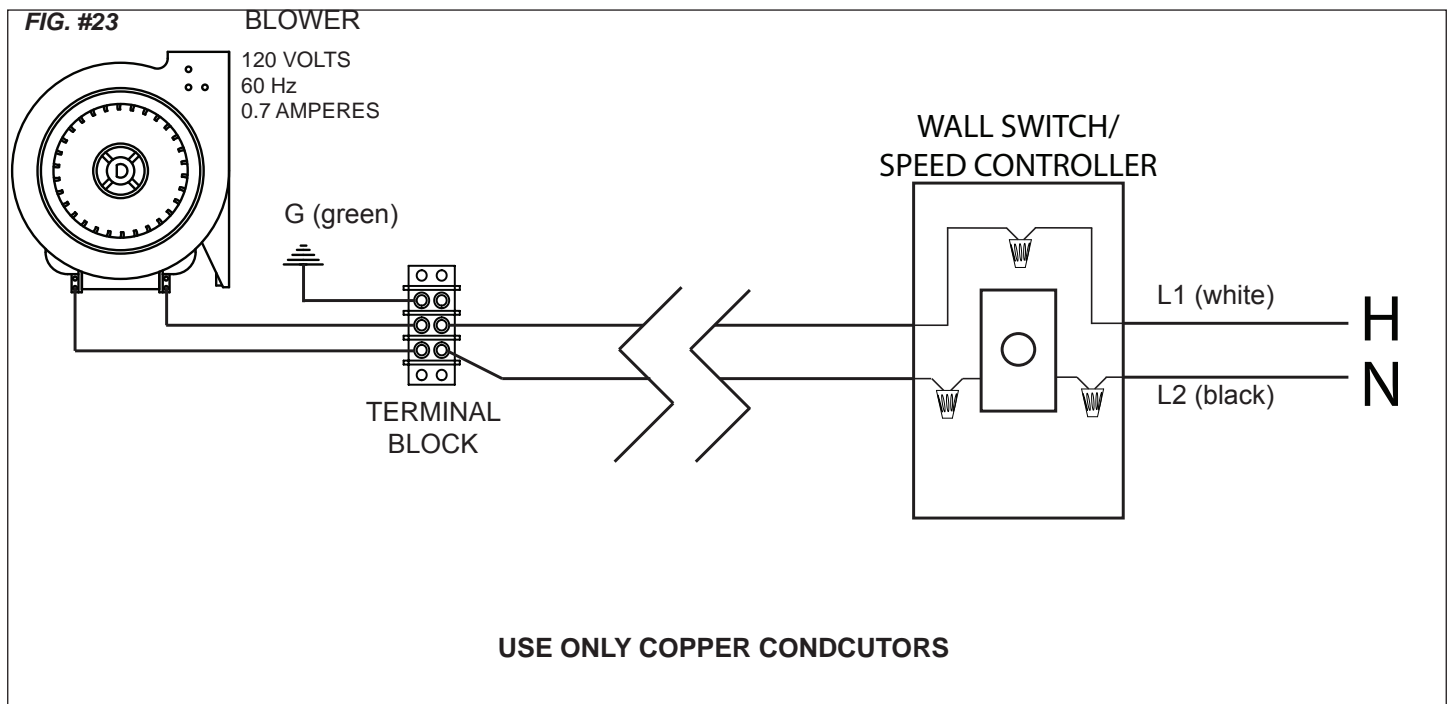 FIG. #23
BLOWER
120 VOLTS
60 Hz
0.7 AMPERES
D
G (green)
TERMINAL
BLOCK
WALL SWITCH/
SPEED CONTROLLER
L1 (white)
H
L2 (black)
N
USE ONLY COPPER CONDCUTORS